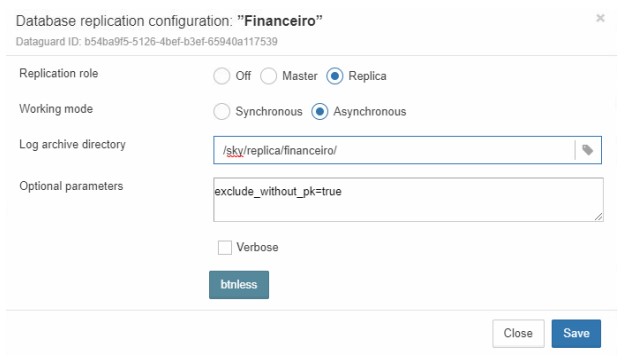 Database replication configuration: ”Financeiro”
Dataguard ID: b54ba9f5-5126-4bef-b3ef-65940a117539
Replication role Off Master Replica
Working mode Synchronous Asynchronous
Log archive directory /sky/replica/financeiro/
Optional parameters exclude_without_pk=true
Verbose
btnless
Close Save